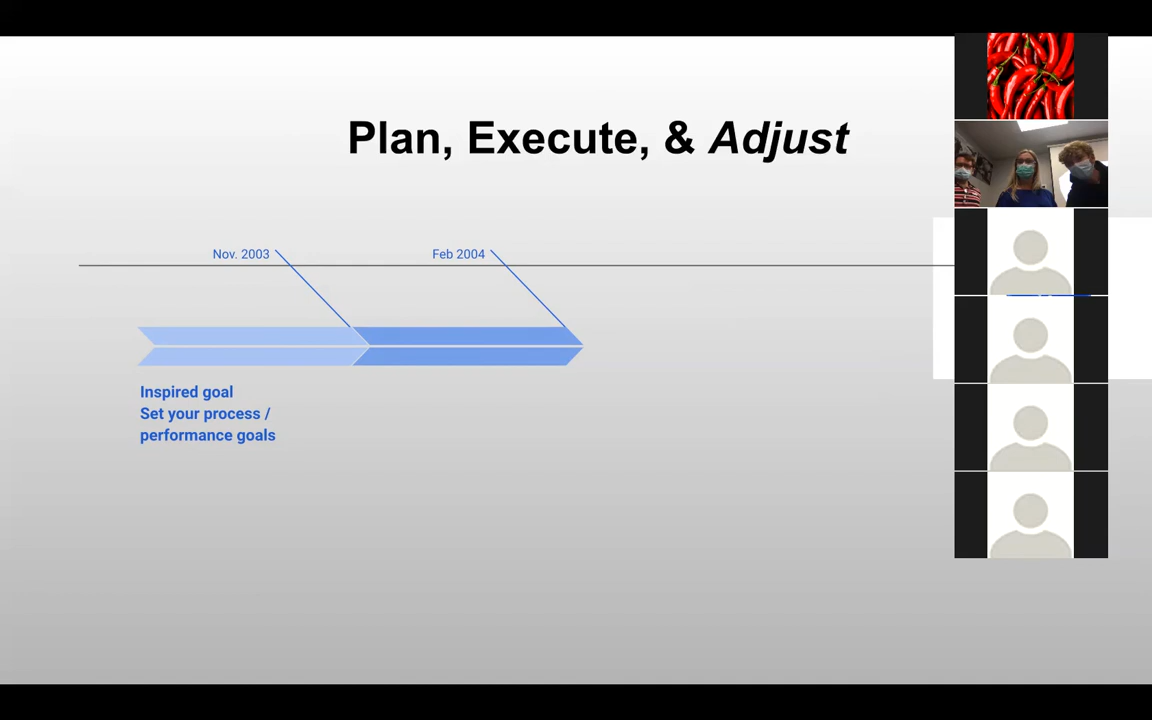 Plan, Execute, & Adjust
Nov. 2003
Feb 2004
Inspired goal
Set your process /
performance goals